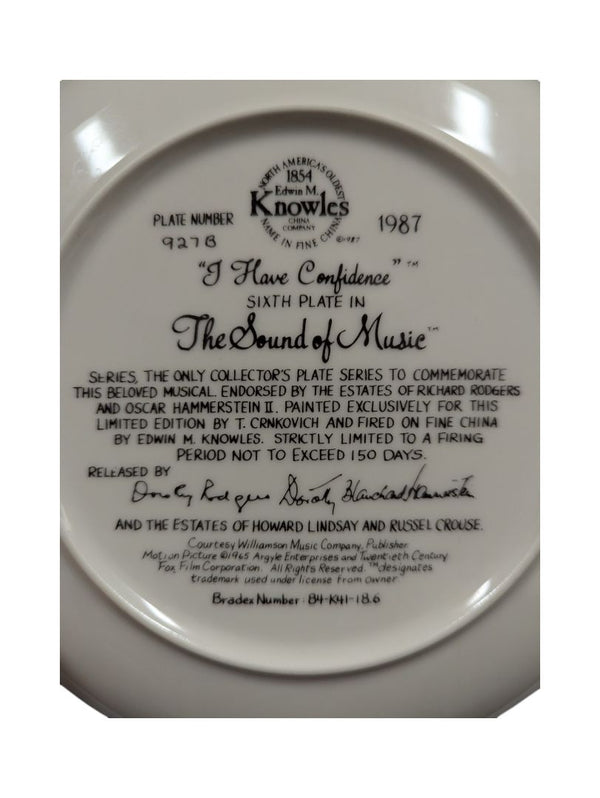 NORTH AMERICA'S OLDEST
1854
Edwin M.
Knowles
CHINA
COMPANY
NAME IN FINE CHINA
©1987
PLATE NUMBER
9278
1987
"I Have Confidence"™
SIXTH PLATE IN
The Sound of Music™
SERIES, THE ONLY COLLECTOR'S PLATE SERIES TO COMMEMORATE
THIS BELOVED MUSICAL. ENDORSED BY THE ESTATES OF RICHARD RODGERS
AND OSCAR HAMMERSTEIN II. PAINTED EXCLUSIVELY FOR THIS
LIMITED EDITION BY T. CRNKOVICH AND FIRED ON FINE CHINA
BY EDWIN M. KNOWLES. STRICTLY LIMITED TO A FIRING
PERIOD NOT TO EXCEED 150 DAYS.
RELEASED BY
Dorothy Rodgers Dorothy Blanchard Hammerstein
AND THE ESTATES OF HOWARD LINDSAY AND RUSSEL CROUSE.
Courtesy Williamson Music Company, Publisher
Motion Picture ©1965 Argyle Enterprises and Twentieth Century
Fox Film Corporation. All Rights Reserved. ™designates
trademark used under license from owner
Bradex Number: 84-K41-18.6